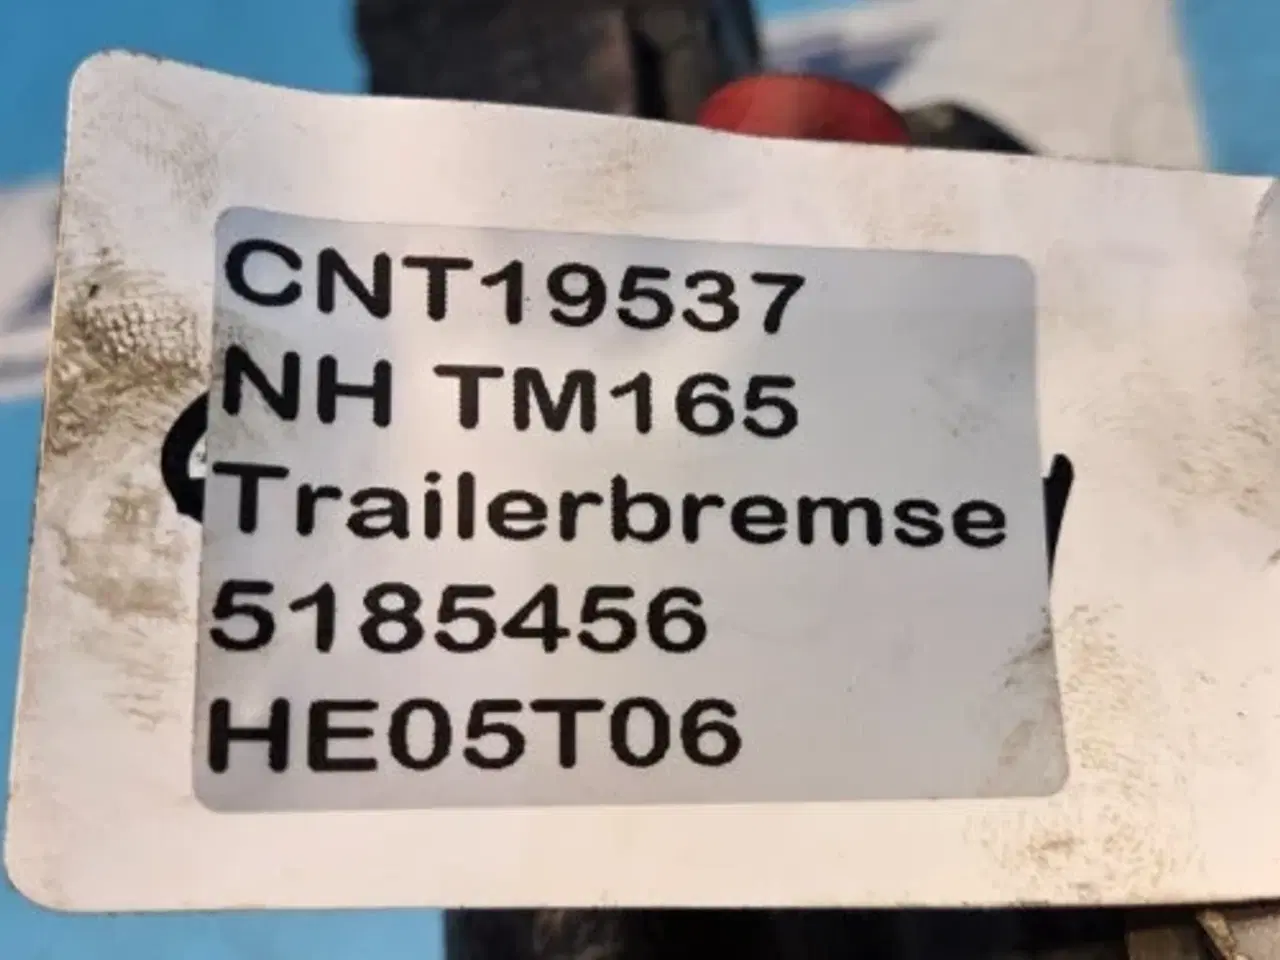 CNT19537
NH TM165
Trailerbremse
5185456
HE05T06